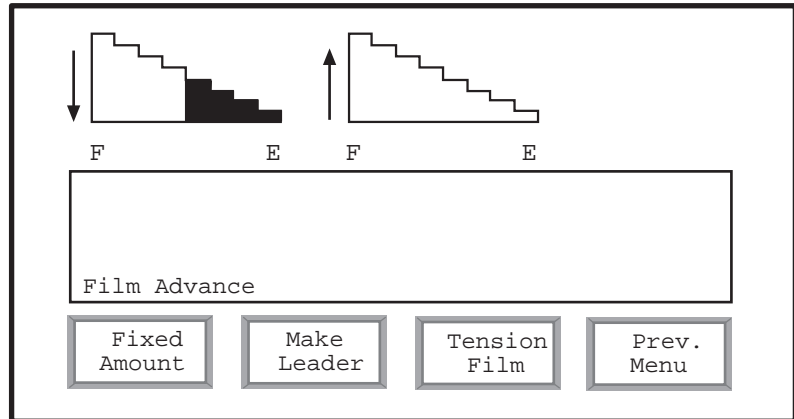 F E F E
Film Advance
Fixed
Amount
Make
Leader
Tension
Film
Prev.
Menu